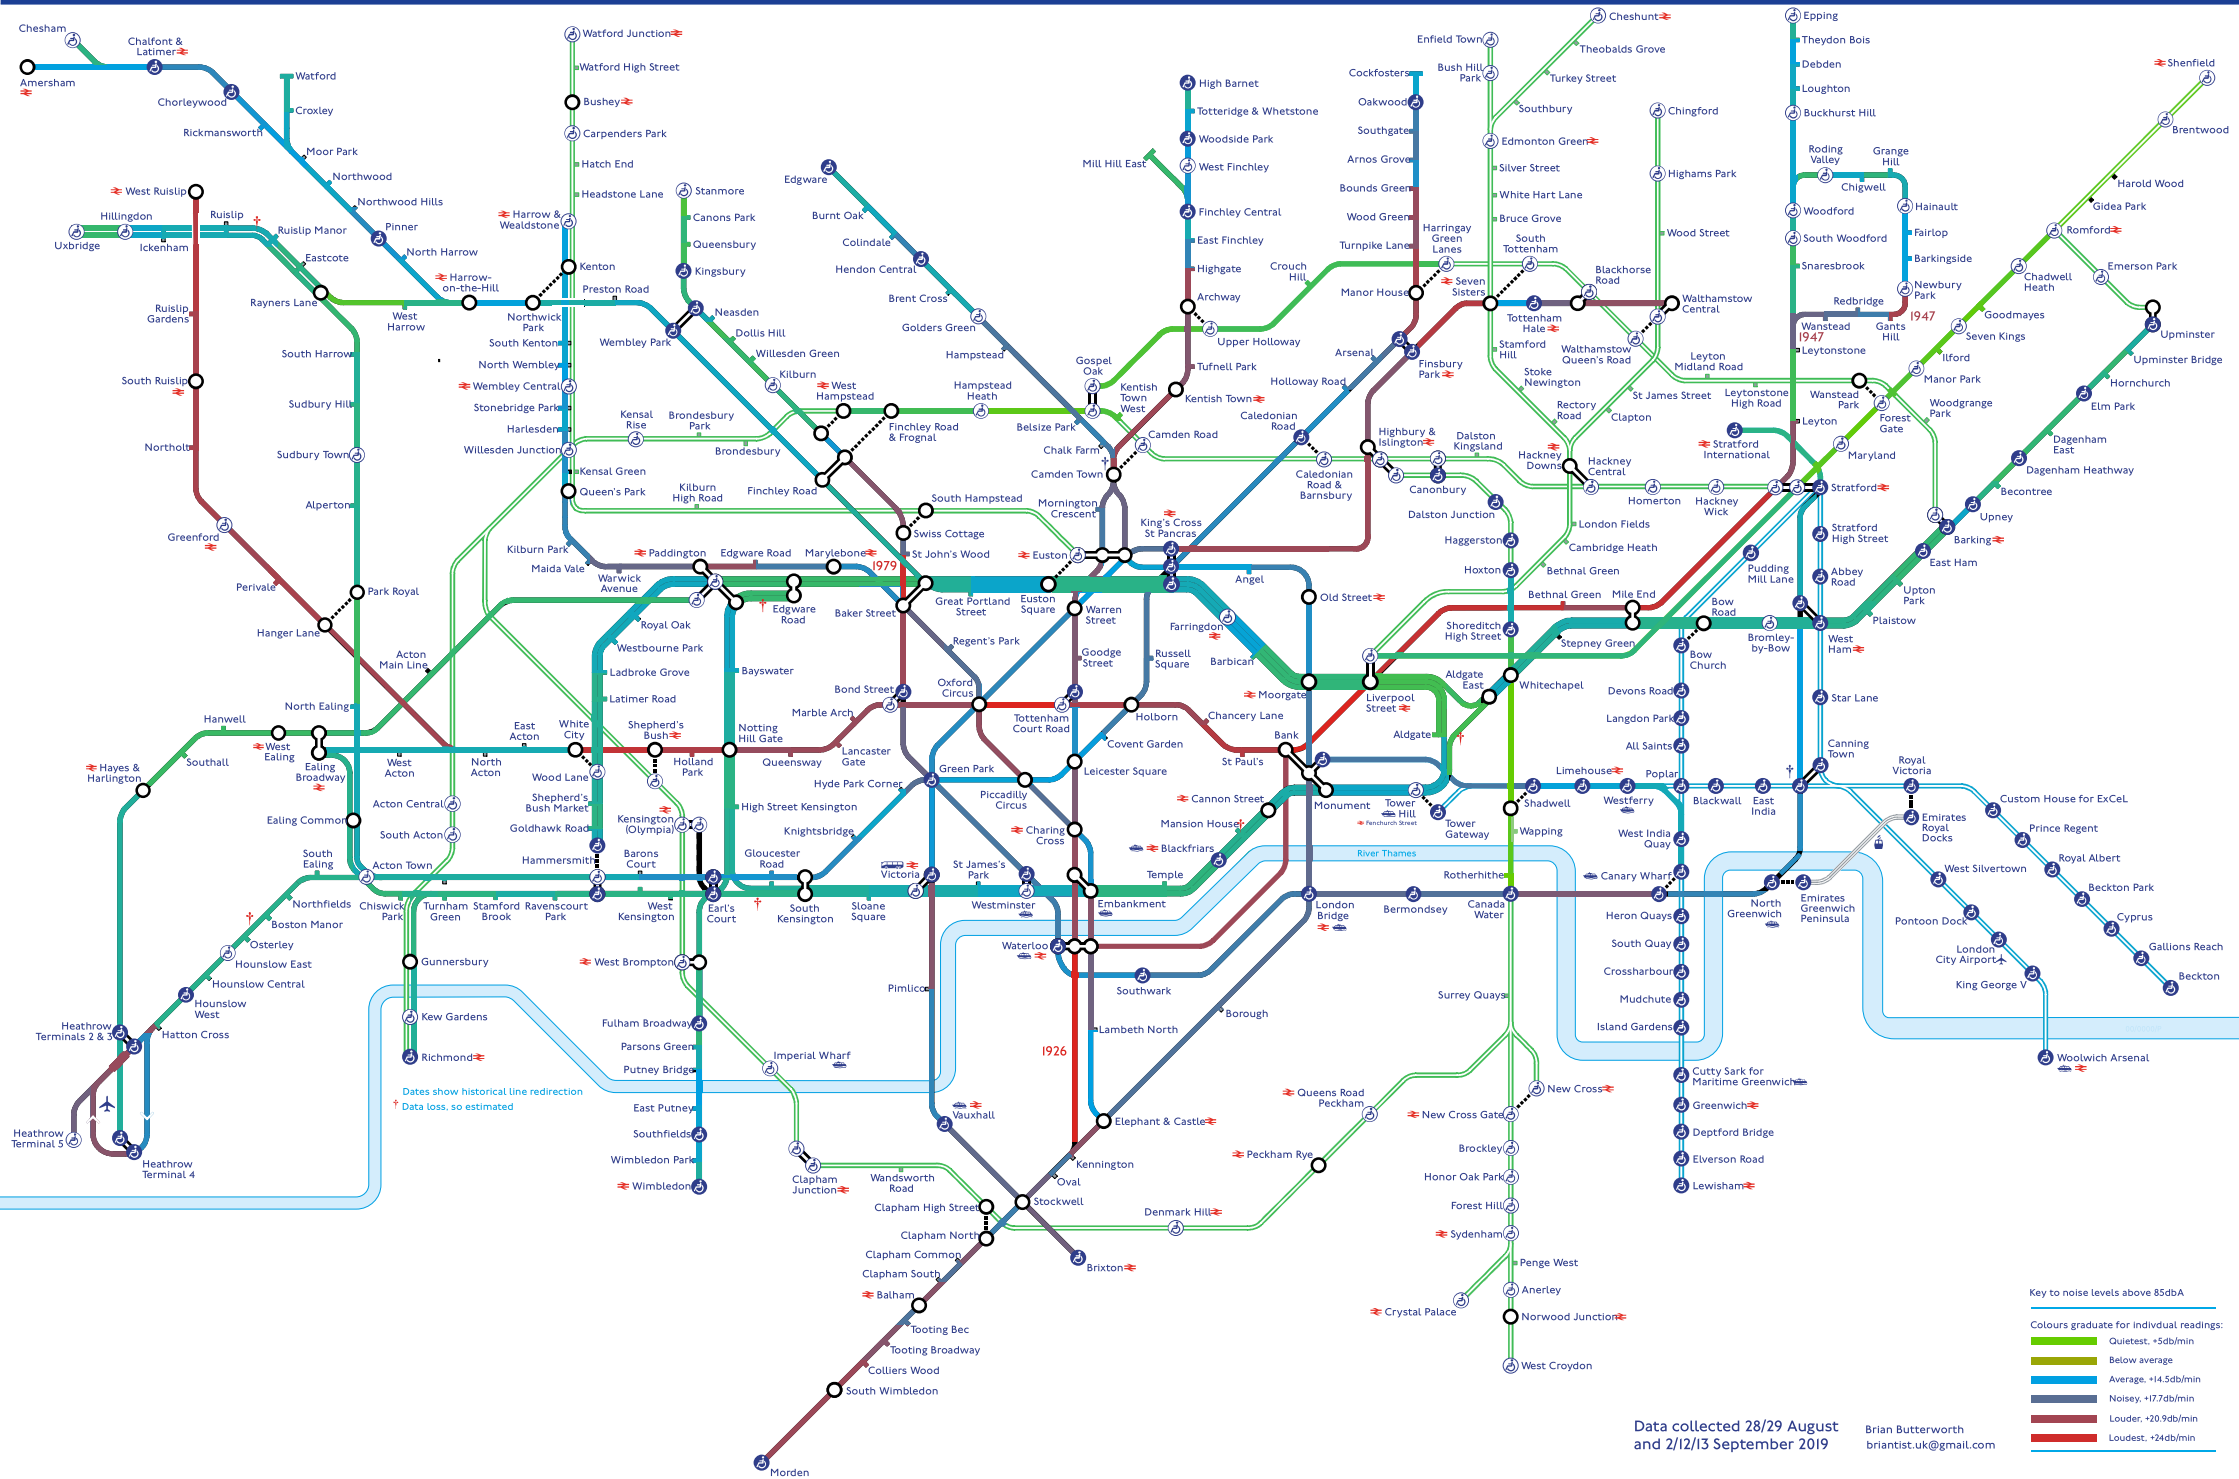 Chesham
Chalfont &
Latimer
Amersham
Chorleywood
Rickmansworth
Watford
Croxley
Moor Park
Northwood
Northwood Hills
Pinner
North Harrow
Harrow-
on-the-Hill
Northwick
Park
Preston Road
Wembley Park
West Ruislip
Hillingdon
Uxbridge
Ickenham
Ruislip
Ruislip Manor
Eastcote
Rayners Lane
West
Harrow
Ruislip
Gardens
South Ruislip
Northolt
Greenford
Perivale
Hanger Lane
South Harrow
Sudbury Hill
Sudbury Town
Alperton
Park Royal
North Ealing
Watford Junction
Watford High Street
Bushey
Carpenders Park
Hatch End
Headstone Lane
Harrow &
Wealdstone
Kenton
South Kenton
North Wembley
Wembley Central
Stonebridge Park
Harlesden
Willesden Junction
Kensal Green
Queen's Park
Kilburn Park
Maida Vale
Warwick
Avenue
Paddington
Edgware Road
Marylebone
Stanmore
Canons Park
Queensbury
Kingsbury
Neasden
Dollis Hill
Willesden Green
Kilburn
West
Hampstead
Finchley Road
& Frognal
Hampstead
Heath
Kensal
Rise
Brondesbury
Park
Brondesbury
Finchley Road
Kilburn
High Road
South Hampstead
Swiss Cottage
St John's Wood
1979
Baker Street
Edgware
Burnt Oak
Colindale
Hendon Central
Brent Cross
Golders Green
Hampstead
Belsize Park
Chalk Farm
Camden Town
Mornington
Crescent
Euston
High Barnet
Totteridge & Whetstone
Woodside Park
West Finchley
Mill Hill East
Finchley Central
East Finchley
Highgate
Archway
Upper Holloway
Crouch
Hill
Gospel
Oak
Kentish
Town
West
Tufnell Park
Kentish Town
Camden Road
Cockfosters
Oakwood
Southgate
Arnos Grove
Bounds Green
Wood Green
Turnpike Lane
Harringay
Green
Lanes
Manor House
Arsenal
Finsbury
Park
Holloway Road
Caledonian
Road
Caledonian
Road &
Barnsbury
Highbury &
Islington
Canonbury
Dalston
Kingsland
Dalston Junction
Haggerston
Hoxton
Shoreditch
High Street
Cheshunt
Theobalds Grove
Turkey Street
Southbury
Enfield Town
Bush Hill
Park
Edmonton Green
Silver Street
White Hart Lane
Bruce Grove
South
Tottenham
Seven
Sisters
Tottenham
Hale
Blackhorse
Road
Walthamstow
Central
Walthamstow
Queen's Road
Stamford
Hill
Stoke
Newington
Rectory
Road
Clapton
St James Street
Hackney
Downs
Hackney
Central
Homerton
Hackney
Wick
London Fields
Cambridge Heath
Bethnal Green
Chingford
Highams Park
Wood Street
Leyton
Midland Road
Leytonstone
High Road
Wanstead
Park
Woodgrange
Park
Epping
Theydon Bois
Debden
Loughton
Buckhurst Hill
Roding
Valley
Grange
Hill
Chigwell
Hainault
Fairlop
Barkingside
Newbury
Park
1947
Woodford
South Woodford
Snaresbrook
Redbridge
Wanstead
Gants
Hill
1947
Leytonstone
Leyton
Stratford
International
Stratford
Shenfield
Brentwood
Harold Wood
Gidea Park
Romford
Emerson Park
Chadwell
Heath
Goodmayes
Seven Kings
Ilford
Manor Park
Forest
Gate
Maryland
Upminster
Upminster Bridge
Hornchurch
Elm Park
Dagenham
East
Dagenham Heathway
Becontree
Upney
Barking
East Ham
Upton
Park
Plaistow
Stratford
High Street
Abbey
Road
Pudding
Mill Lane
Bow
Road
Bromley-
by-Bow
West
Ham
Bow
Church
Devons Road
Langdon Park
All Saints
Poplar
Star Lane
Canning
Town
Bethnal Green
Mile End
Stepney Green
Whitechapel
Aldgate
East
Aldgate
Liverpool
Street
Moorgate
Barbican
Farringdon
King's Cross
St Pancras
Angel
Old Street
Euston
Square
Great Portland
Street
Warren
Street
Regent's Park
Goodge
Street
Russell
Square
Oxford
Circus
Bond Street
Tottenham
Court Road
Holborn
Chancery Lane
St Paul's
Bank
Monument
Covent Garden
Leicester Square
Piccadilly
Circus
Green Park
Hyde Park Corner
Knightsbridge
Marble Arch
Lancaster
Gate
Queensway
Notting
Hill Gate
Holland
Park
Shepherd's
Bush
White
City
East
Acton
North
Acton
West
Acton
Ealing
Broadway
West
Ealing
Hanwell
Southall
Hayes &
Harlington
Acton
Main Line
Edgware
Road
Royal Oak
Westbourne Park
Ladbroke Grove
Latimer Road
Wood Lane
Shepherd's
Bush Market
Goldhawk Road
Hammersmith
Bayswater
High Street Kensington
Kensington
(Olympia)
Acton Central
South Acton
Ealing Common
Acton Town
South
Ealing
Northfields
Boston Manor
Osterley
Hounslow East
Hounslow Central
Hounslow
West
Hatton Cross
Heathrow
Terminals 2 & 3
Heathrow
Terminal 5
Heathrow
Terminal 4
Chiswick
Park
Turnham
Green
Stamford
Brook
Ravenscourt
Park
Barons
Court
West
Kensington
Earl's
Court
Gloucester
Road
South
Kensington
Sloane
Square
Victoria
St James's
Park
Westminster
Charing
Cross
Embankment
Temple
Blackfriars
Mansion House
Cannon Street
Tower
Hill
Fenchurch Street
Tower
Gateway
Shadwell
Limehouse
Westferry
Blackwall
East
India
Royal
Victoria
Custom House for ExCeL
Prince Regent
Royal Albert
Beckton Park
Cyprus
Gallions Reach
Beckton
Emirates
Royal
Docks
West Silvertown
Pontoon Dock
London
City Airport
King George V
Woolwich Arsenal
Emirates
Greenwich
Peninsula
North
Greenwich
West India
Quay
Canary Wharf
Heron Quays
South Quay
Crossharbour
Mudchute
Island Gardens
Cutty Sark for
Maritime Greenwich
Greenwich
Deptford Bridge
Elverson Road
Lewisham
River Thames
Wapping
Rotherhithe
Canada
Water
Bermondsey
London
Bridge
Southwark
Waterloo
Borough
Lambeth North
1926
Elephant & Castle
Kennington
Oval
Stockwell
Brixton
Pimlico
Vauxhall
Clapham High Street
Clapham North
Clapham Common
Clapham South
Balham
Tooting Bec
Tooting Broadway
Colliers Wood
South Wimbledon
Morden
Gunnersbury
Kew Gardens
Richmond
West Brompton
Fulham Broadway
Parsons Green
Putney Bridge
East Putney
Southfields
Wimbledon Park
Wimbledon
Imperial Wharf
Clapham
Junction
Wandsworth
Road
Denmark Hill
Peckham Rye
Queens Road
Peckham
Surrey Quays
New Cross
New Cross Gate
Brockley
Honor Oak Park
Forest Hill
Sydenham
Penge West
Crystal Palace
Anerley
Norwood Junction
West Croydon
Dates show historical line redirection
† Data loss, so estimated
Key to noise levels above 85dbA
Colours graduate for indivdual readings:
Quietest, +5db/min
Below average
Average, +14.5db/min
Noisey, +17.7db/min
Louder, +20.9db/min
Loudest, +24db/min
Data collected 28/29 August
and 2/12/13 September 2019
Brian Butterworth
briantist.uk@gmail.com